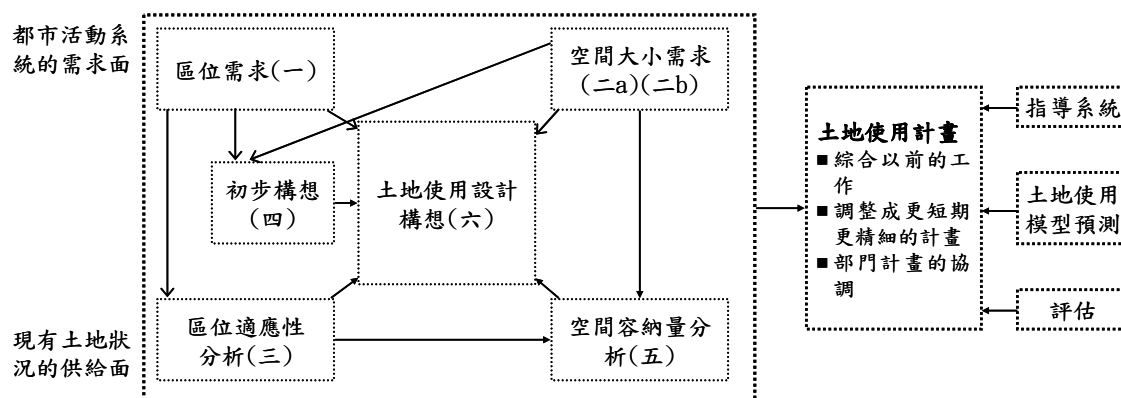 都市活動系
統的需求面
區位需求(一)
空間大小需求
(二a)(二b)
初步構想
(四)
土地使用設計
構想(六)
現有土地狀
況的供給面
區位適應性
分析(三)
空間容納量分
析(五)
土地使用計畫
■綜合以前的工
作
■調整成更短期
更精細的計畫
■部門計畫的協
調
指導系統
土地使用
模型預測
評估